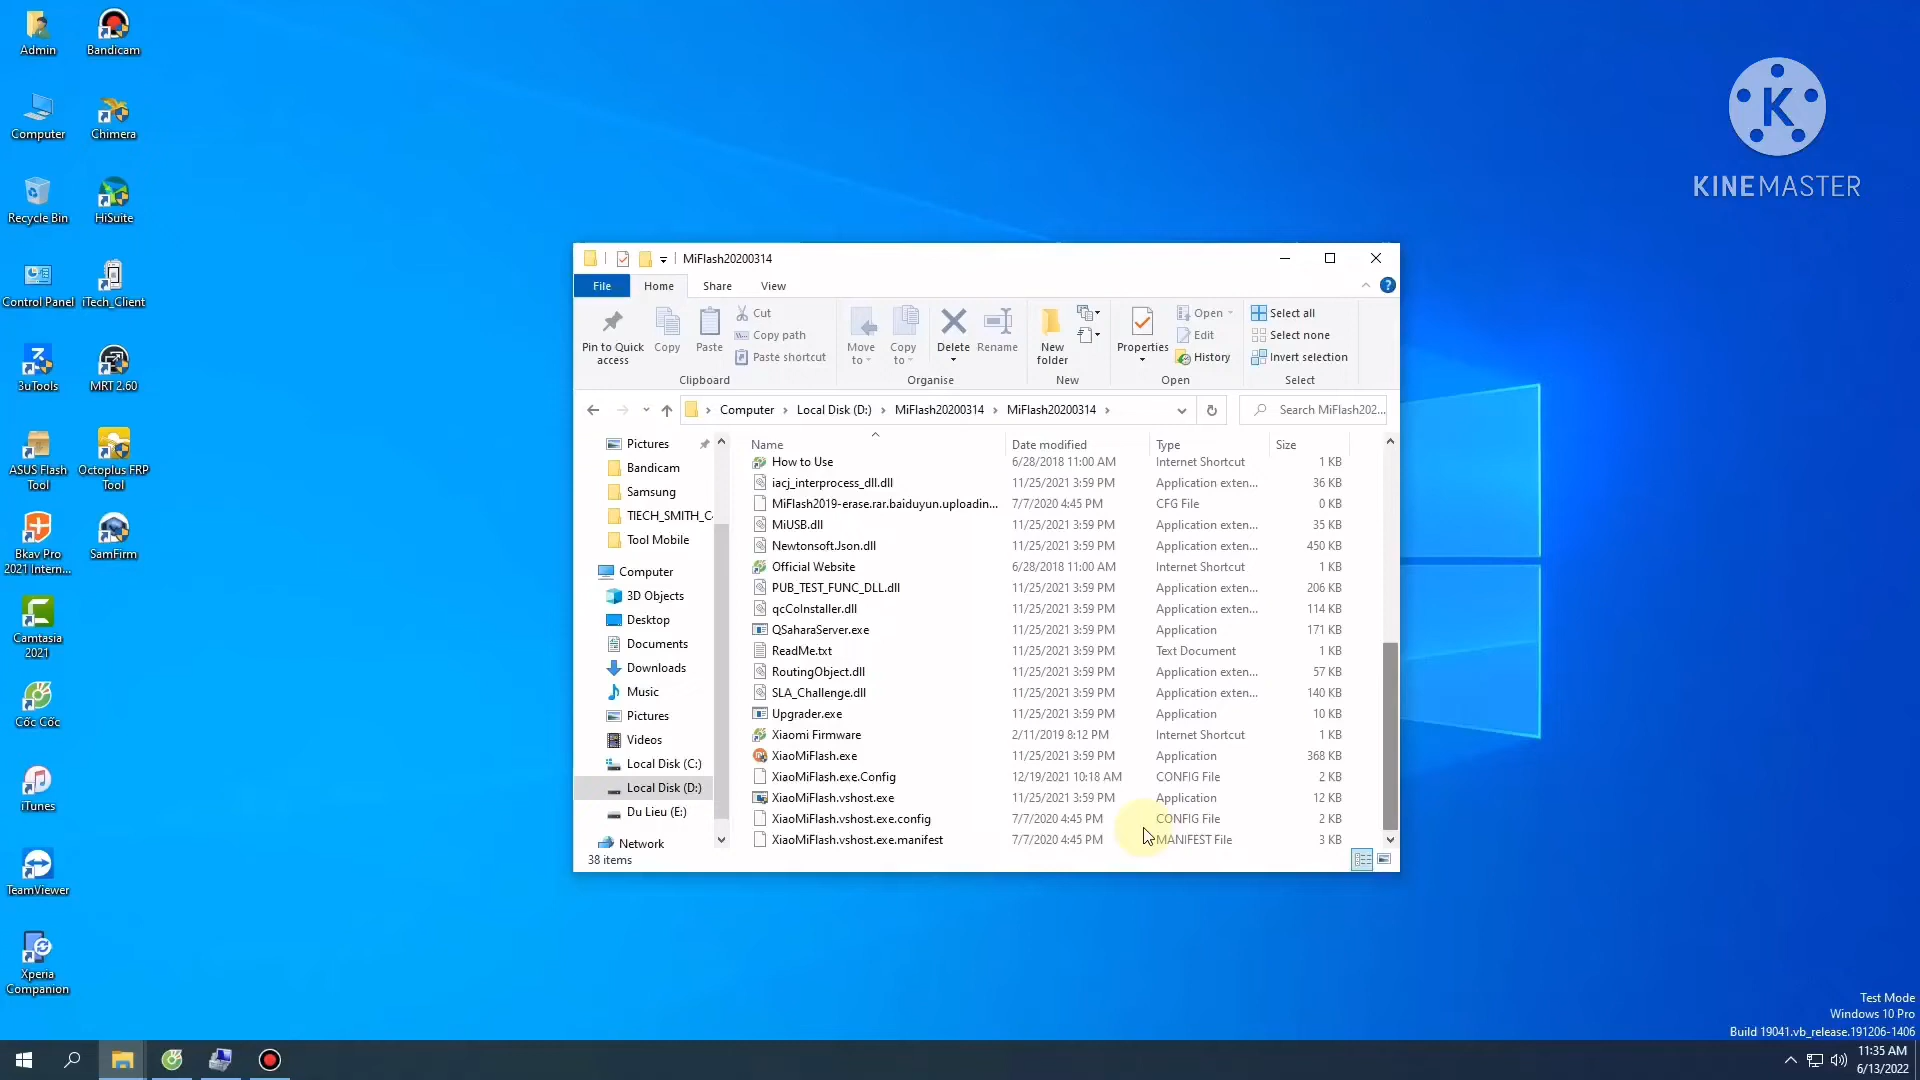 Admin
Bandicam
Computer
Chimera
Recycle Bin
HiSuite
Control Panel
iTech_Client
3uTools
MRT 2.60
ASUS Flash
Tool
Octoplus FRP
Tool
Bkav Pro
2021 Intern...
SamFirm
Camtasia
2021
Cốc Cốc
iTunes
TeamViewer
Xperia
Companion
K
KINEMASTER
MiFlash20200314
File
Home
Share
View
Pin to Quick
access
Copy
Paste
Cut
Copy path
Paste shortcut
Clipboard
Move
to
Copy
to
Delete
Rename
Organise
New
folder
New
Properties
Open
Edit
History
Open
Select all
Select none
Invert selection
Select
Computer
Local Disk (D:)
MiFlash20200314
MiFlash20200314
Search MiFlash202...
Pictures
Bandicam
Samsung
TIECH_SMITH_C
Tool Mobile
Computer
3D Objects
Desktop
Documents
Downloads
Music
Pictures
Videos
Local Disk (C:)
Local Disk (D:)
Du Lieu (E:)
Network
Name Date modified Type Size
How to Use 6/28/2018 11:00 AM Internet Shortcut 1 KB
iacj_interprocess_dll.dll 11/25/2021 3:59 PM Application exten... 36 KB
MiFlash2019-erase.rar.baiduyun.uploadin... 7/7/2020 4:45 PM CFG File 0 KB
MiUSB.dll 11/25/2021 3:59 PM Application exten... 35 KB
Newtonsoft.Json.dll 11/25/2021 3:59 PM Application exten... 450 KB
Official Website 6/28/2018 11:00 AM Internet Shortcut 1 KB
PUB_TEST_FUNC_DLL.dll 11/25/2021 3:59 PM Application exten... 206 KB
qcCoInstaller.dll 11/25/2021 3:59 PM Application exten... 114 KB
QSaharaServer.exe 11/25/2021 3:59 PM Application 171 KB
ReadMe.txt 11/25/2021 3:59 PM Text Document 1 KB
RoutingObject.dll 11/25/2021 3:59 PM Application exten... 57 KB
SLA_Challenge.dll 11/25/2021 3:59 PM Application exten... 140 KB
Upgrader.exe 11/25/2021 3:59 PM Application 10 KB
Xiaomi Firmware 2/11/2019 8:12 PM Internet Shortcut 1 KB
XiaoMiFlash.exe 11/25/2021 3:59 PM Application 368 KB
XiaoMiFlash.exe.Config 12/19/2021 10:18 AM CONFIG File 2 KB
XiaoMiFlash.vshost.exe 11/25/2021 3:59 PM Application 12 KB
XiaoMiFlash.vshost.exe.config 7/7/2020 4:45 PM CONFIG File 2 KB
XiaoMiFlash.vshost.exe.manifest 7/7/2020 4:45 PM MANIFEST File 3 KB
38 items
Test Mode
Windows 10 Pro
Build 19041.vb_release.191206-1406
11:35 AM
6/13/2022